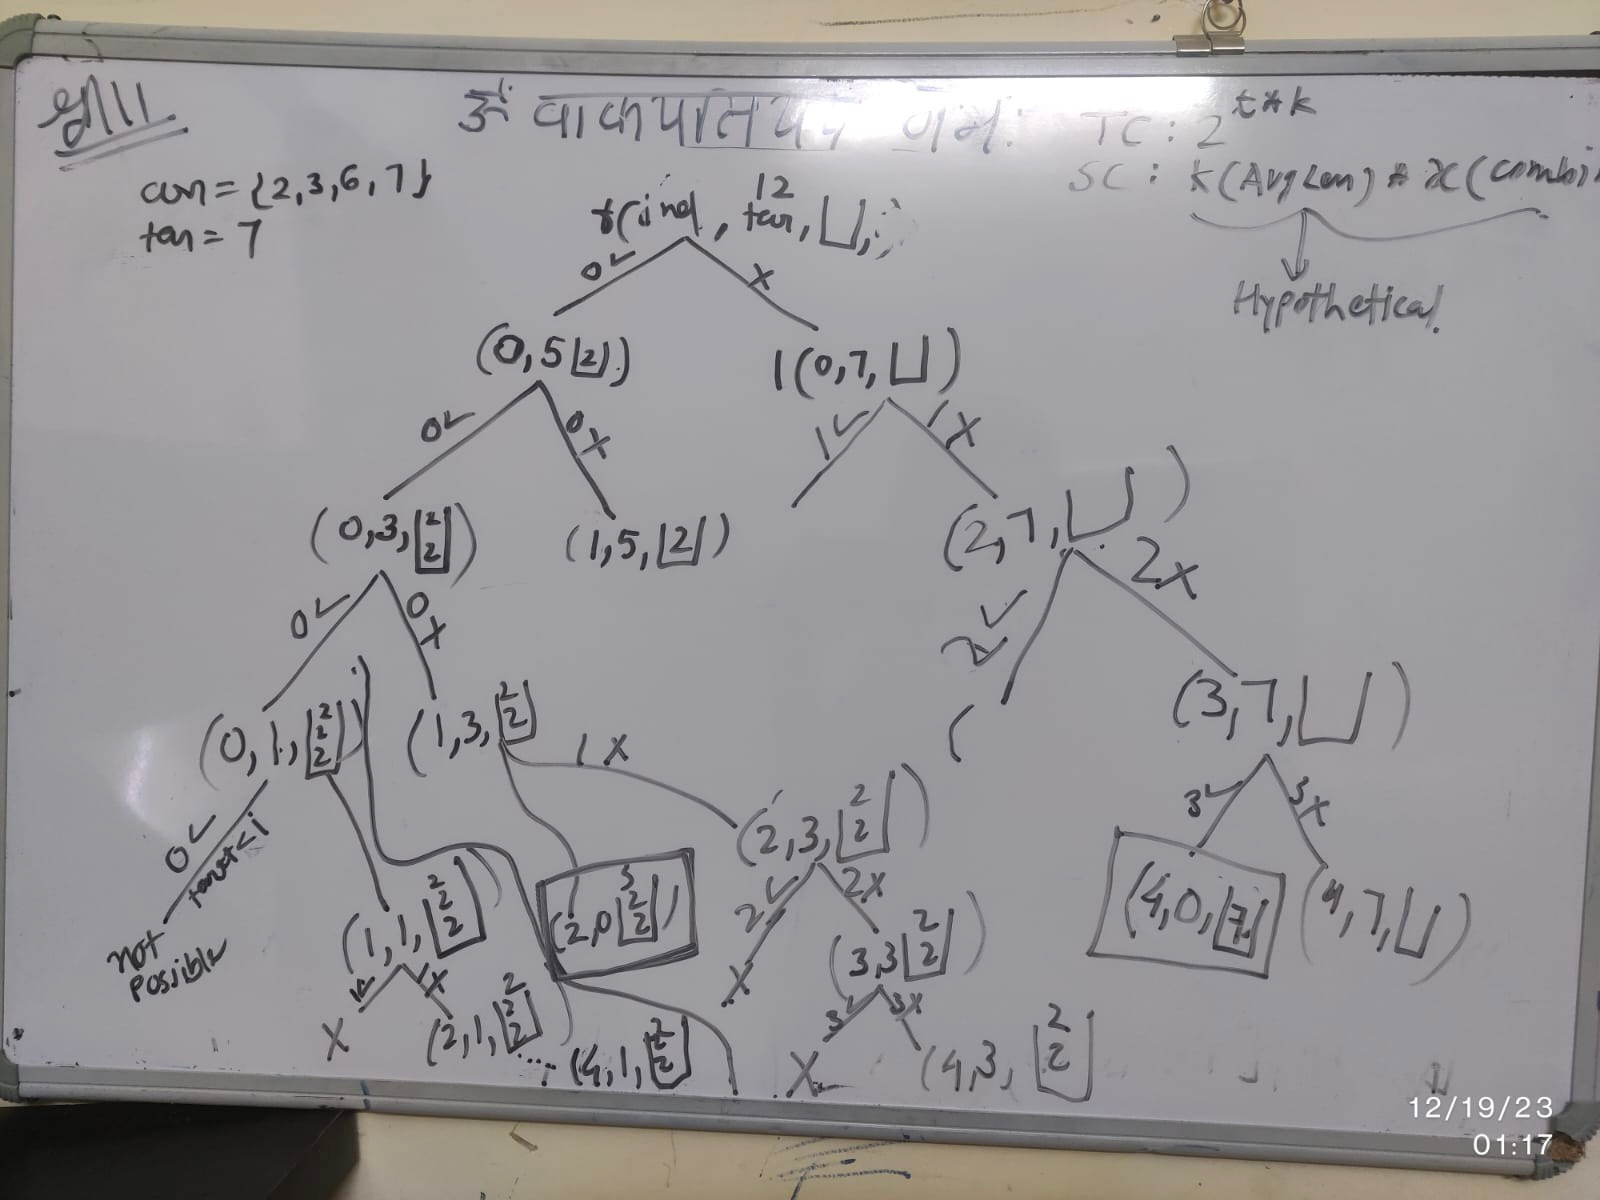 श्री॥
ॐ वाकपतियय नमः
TC: 2^t*k
SC: k(Avg Len) * x(combi
Hypothetical.
arr = {2,3,6,7}
tar = 7
12
f(ind, tar, ⊔,
0✓ X
(0,5 |2|) 1(0,7, ⊔)
0✓ 0X 1✓ 1X
(0,3, |2 2|) (1,5, |2|) (2,7, ⊔)
0✓ 0X 2✓ 2X
(0,1, |2 2 2|) (1,3, |2 2|) ( (3,7, ⊔)
0✓ target<i 1X 3✓ 3X
not
possible
(2,3, |2 2|) (4,0, |7|) (4,7, ⊔)
(1,1, |2 2 2|) (2,0 |3 2 2|) 2✓ 2X
1✓ X X (3,3 |2 2|)
X (2,1, |2 2 2|) .... (4,1, |2 2 2|) 3✓ 3X
X (4,3, |2 2|)
12/19/23
01:17